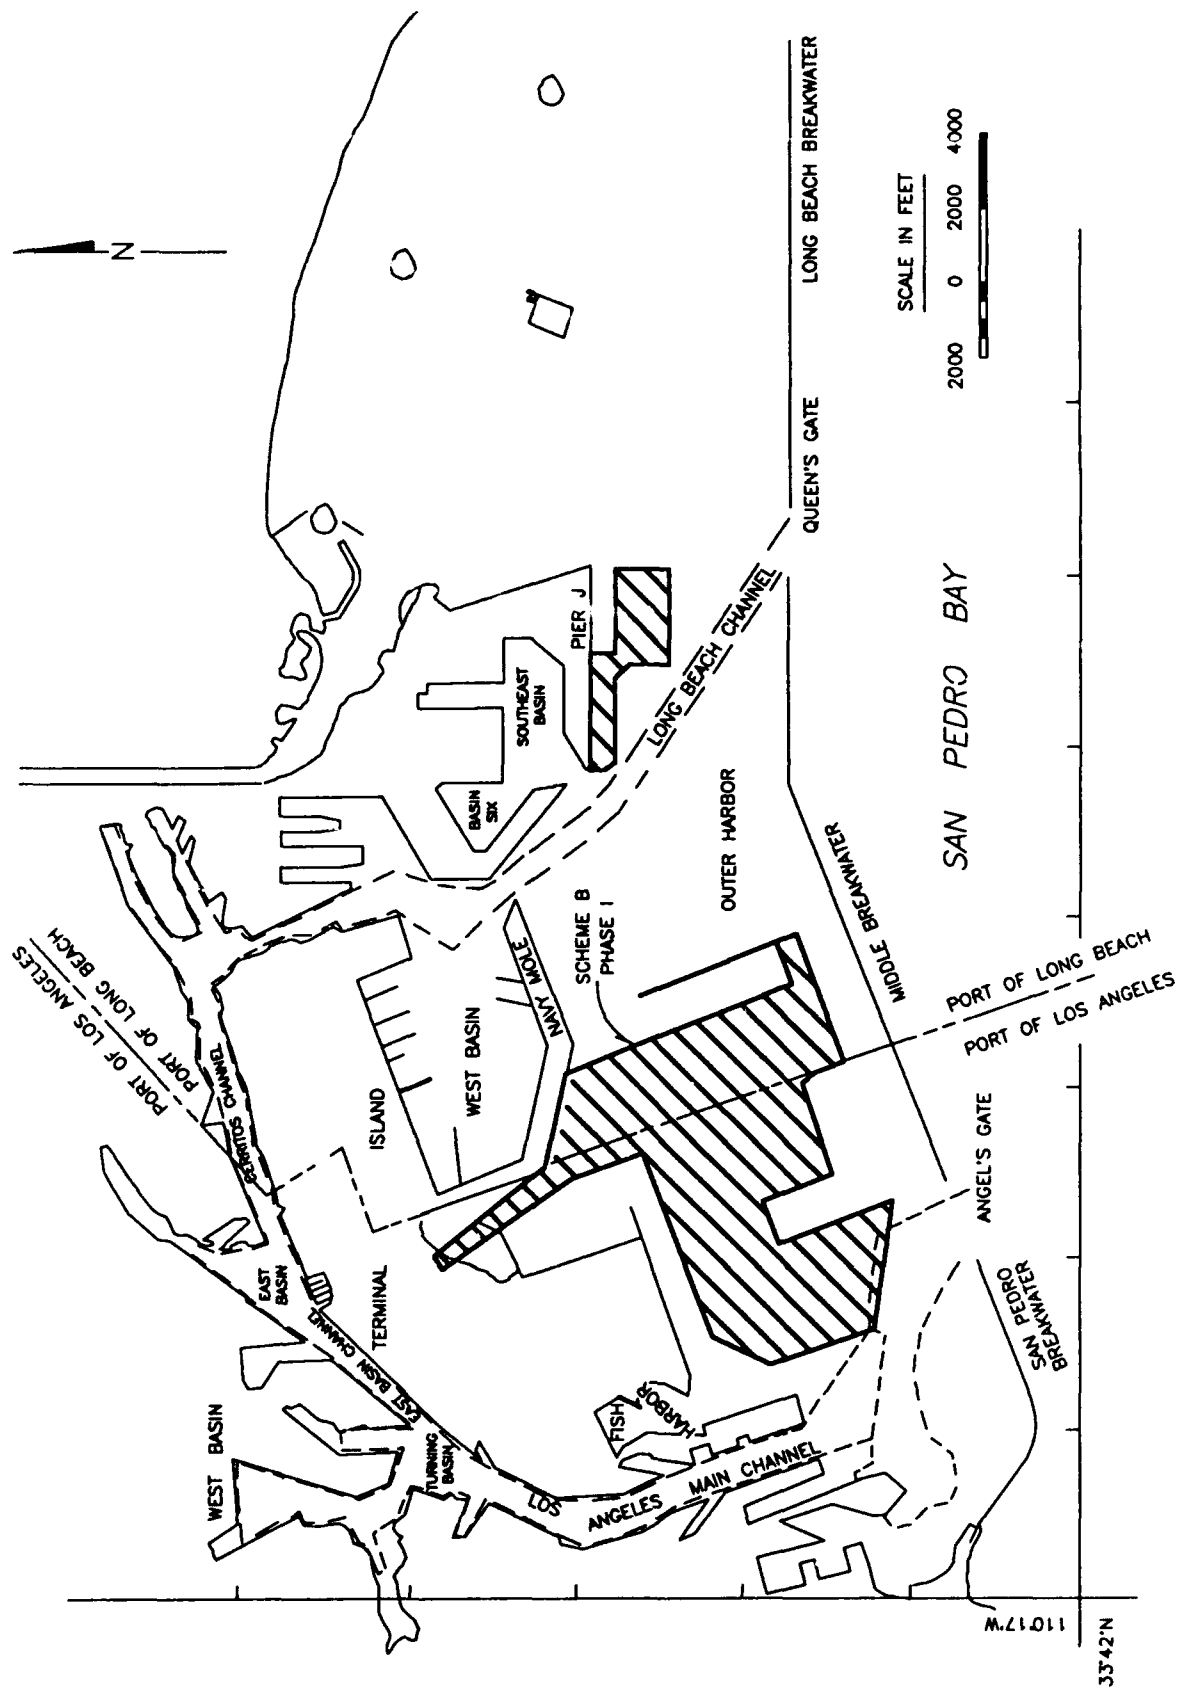 N
PORT OF LOS ANGELES
PORT OF LONG BEACH
CERRITOS CHANNEL
WEST BASIN
EAST
BASIN
EAST BASIN CHANNEL
TURNING
BASIN
TERMINAL
ISLAND
WEST BASIN
NAVY MOLE
BASIN
SIX
SOUTHEAST
BASIN
PIER J
LOS
ANGELES
MAIN CHANNEL
FISH
HARBOR
SCHEME B
PHASE 1
OUTER HARBOR
LONG BEACH CHANNEL
QUEEN'S GATE
LONG BEACH BREAKWATER
MIDDLE BREAKWATER
ANGEL'S GATE
SAN PEDRO
BREAKWATER
PORT OF LONG BEACH
PORT OF LOS ANGELES
SAN PEDRO BAY
SCALE IN FEET
2000 0 2000 4000
110°17'W
33°42'N